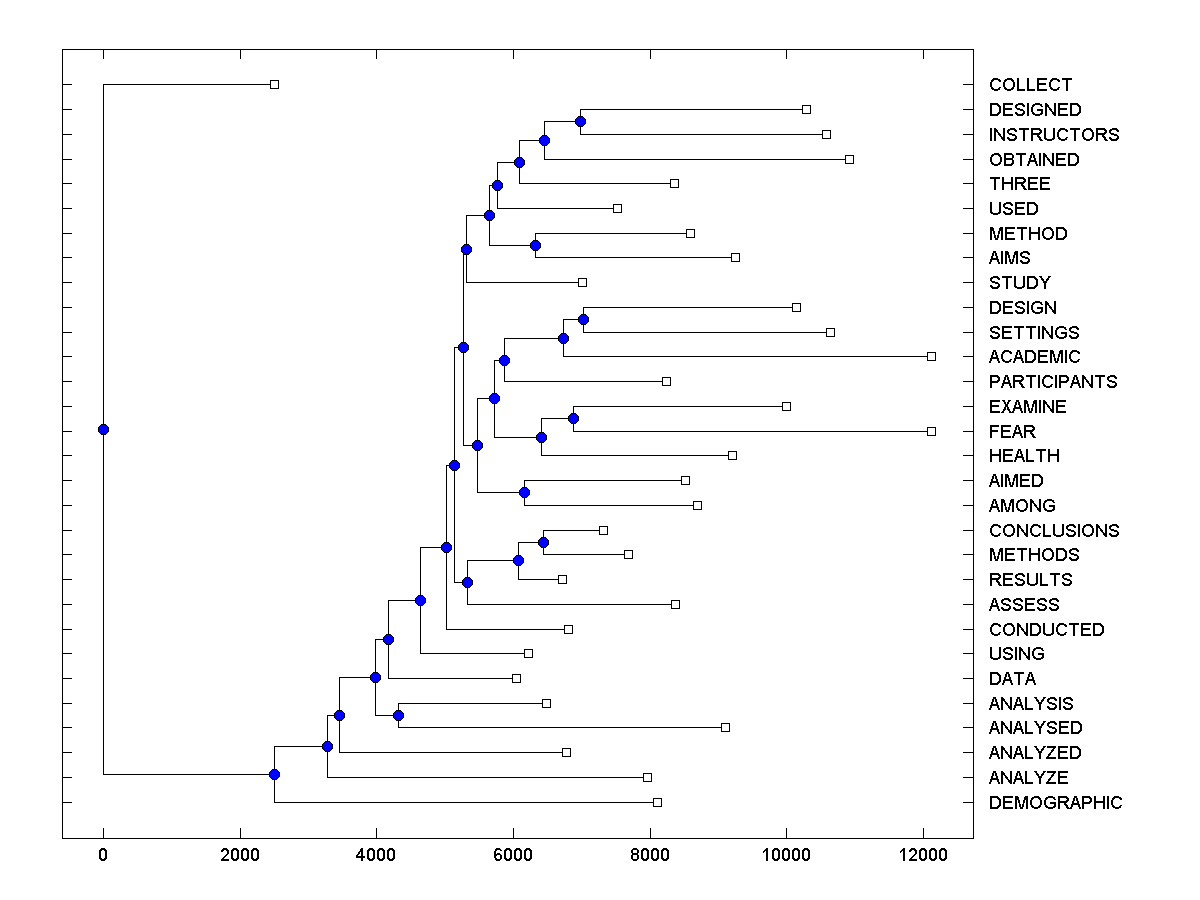 COLLECT
DESIGNED
INSTRUCTORS
OBTAINED
THREE
USED
METHOD
AIMS
STUDY
DESIGN
SETTINGS
ACADEMIC
PARTICIPANTS
EXAMINE
FEAR
HEALTH
AIMED
AMONG
CONCLUSIONS
METHODS
RESULTS
ASSESS
CONDUCTED
USING
DATA
ANALYSIS
ANALYSED
ANALYZED
ANALYZE
DEMOGRAPHIC
0 2000 4000 6000 8000 10000 12000